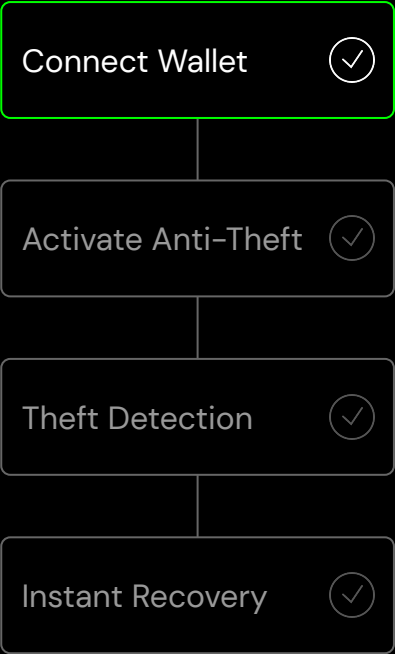 Connect Wallet
Activate Anti-Theft
Theft Detection
Instant Recovery